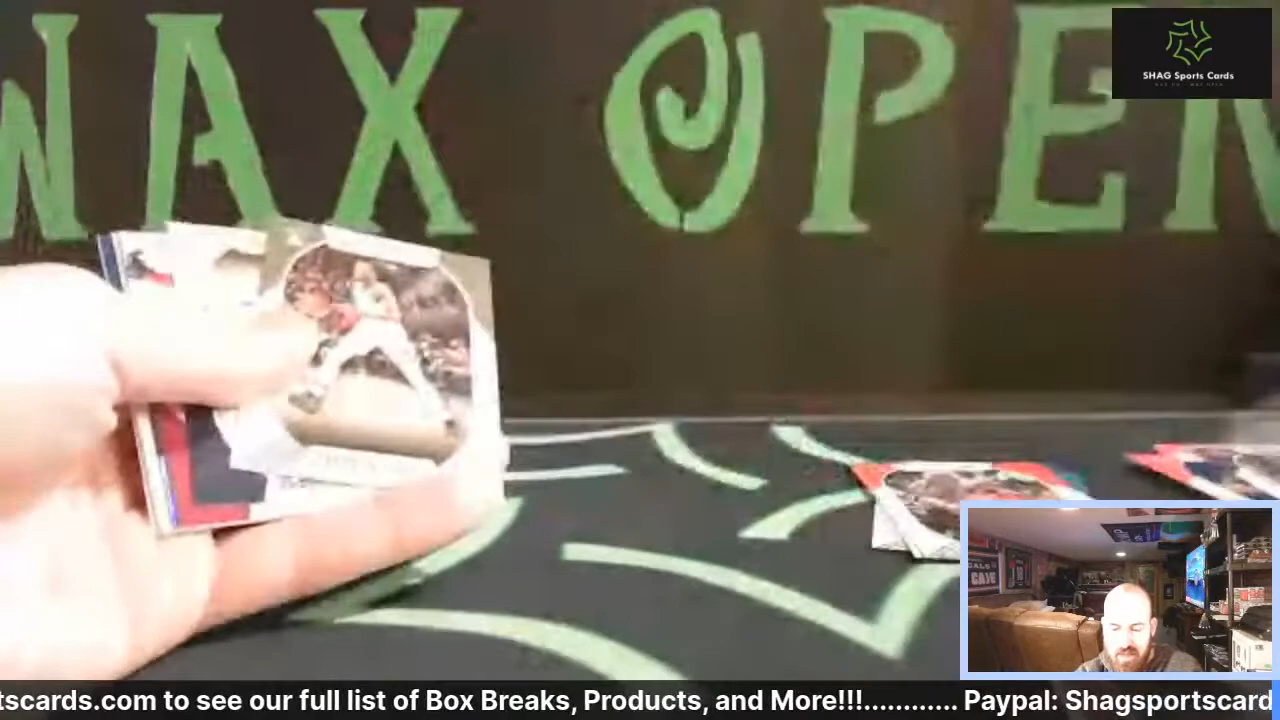 WAX OPEN
SHAG Sports Cards
CAVE
tscards.com to see our full list of Box Breaks, Products, and More!!!............ Paypal: Shagsportscard